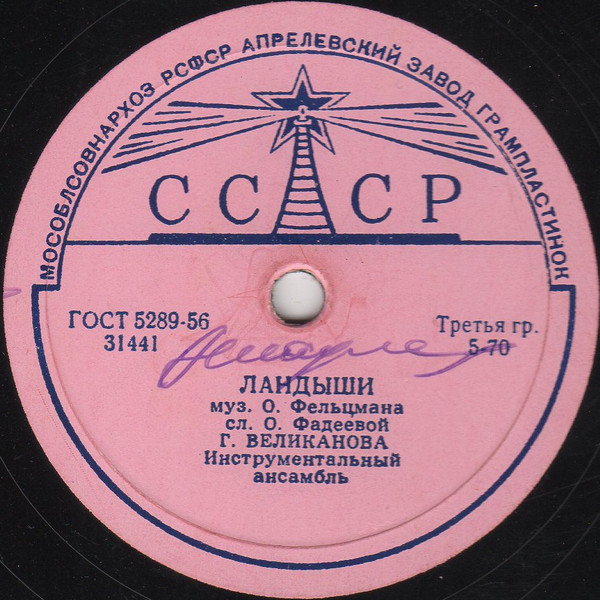 МОСОБЛСОВНАРХОЗ РСФСР АПРЕЛЕВСКИЙ ЗАВОД ГРАМПЛАСТИНОК
СССР
ГОСТ 5289-56
31441
Третья гр.
5-70
ЛАНДЫШИ
муз. О. Фельцмана
сл. О. Фадеевой
Г. ВЕЛИКАНОВА
Инструментальный
ансамбль